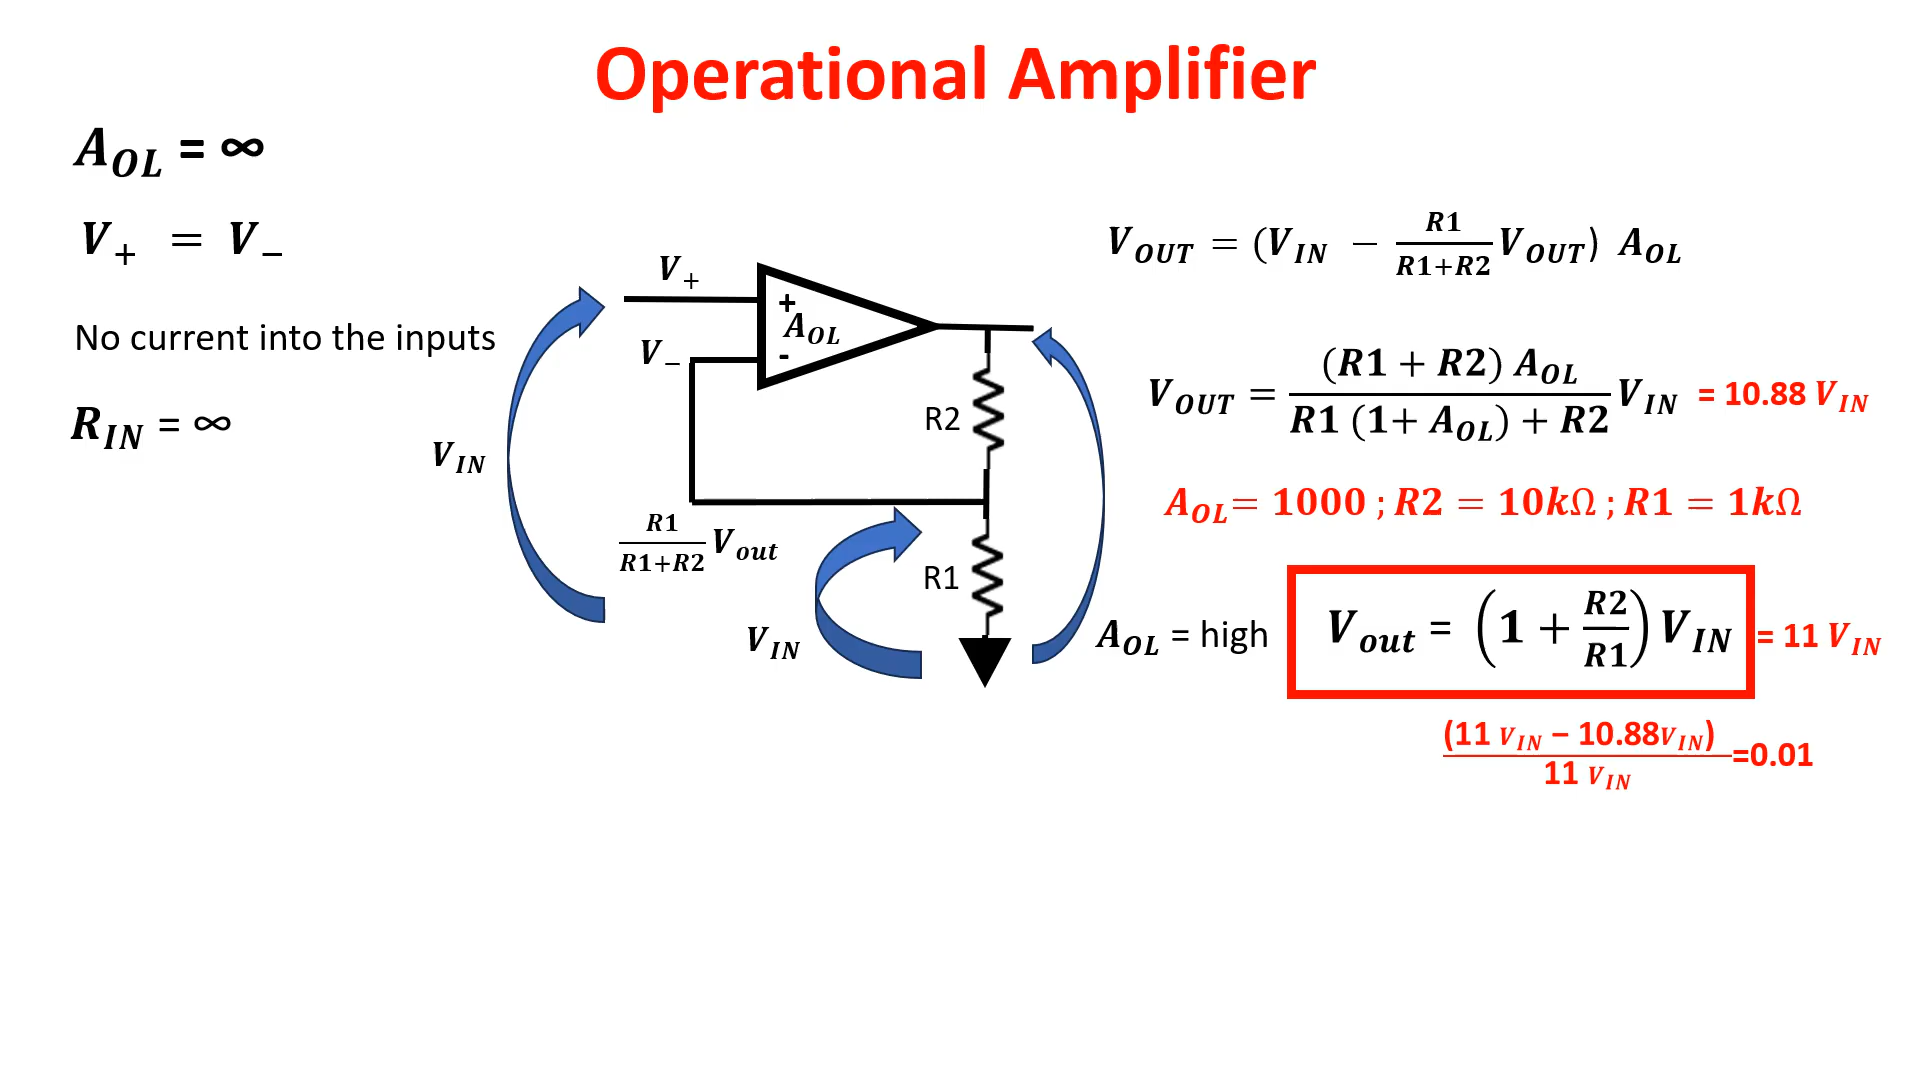 Operational Amplifier
A_OL = ∞
V_+ = V_−
No current into the inputs
R_IN = ∞
V_IN
V_+
V_−
+
A_OL
-
R2
R1/(R1+R2) V_out
R1
V_IN
V_OUT = (V_IN − R1/(R1+R2) V_OUT) A_OL
V_OUT = (R1 + R2) A_OL / R1 (1+ A_OL) + R2 V_IN = 10.88 V_IN
A_OL = 1000 ; R2 = 10kΩ ; R1 = 1kΩ
A_OL = high V_out = (1 + R2/R1) V_IN = 11 V_IN
(11 V_IN − 10.88V_IN) / 11 V_IN =0.01